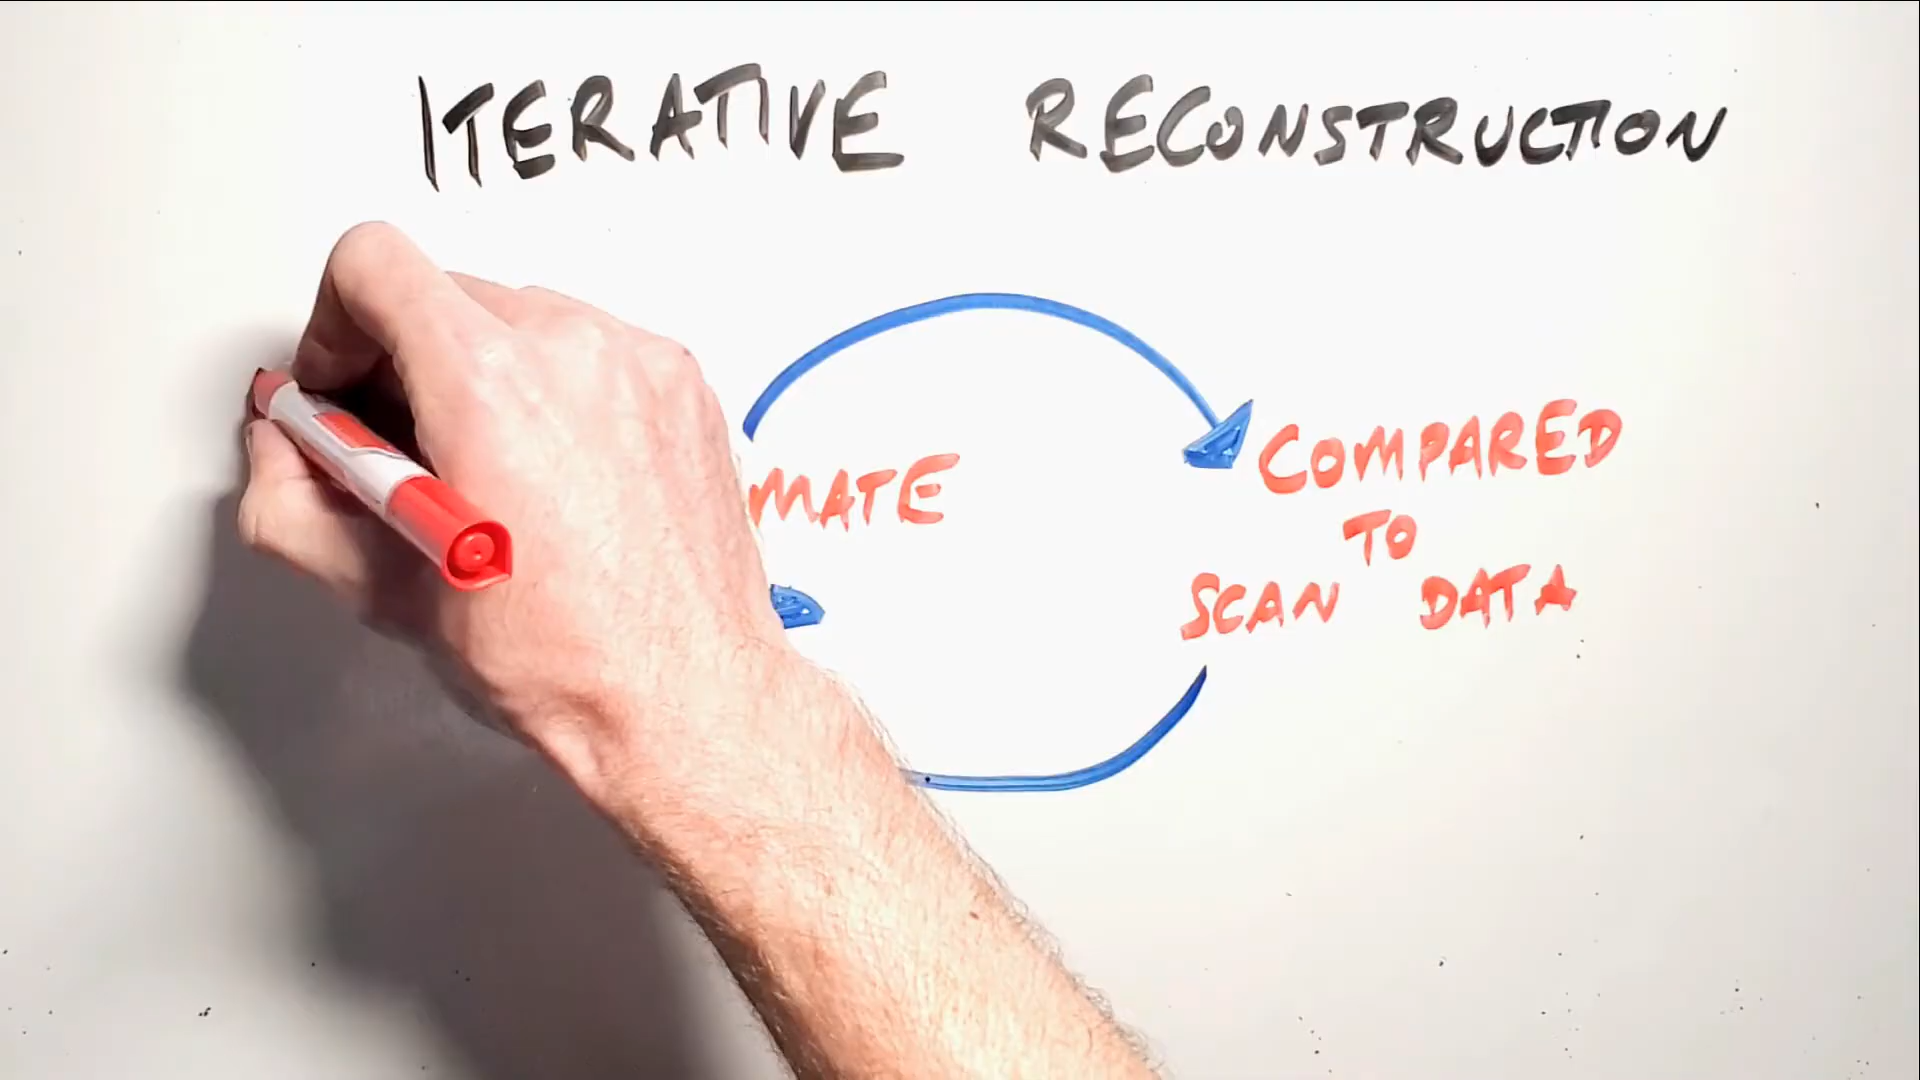 ITERATIVE RECONSTRUCTION
MATE
COMPARED
TO
SCAN DATA